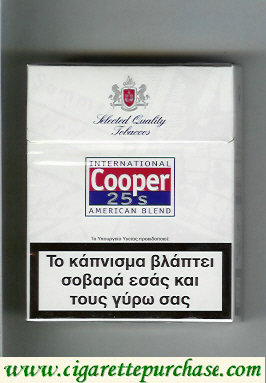 Selected Quality
Tobaccos
INTERNATIONAL
Cooper
25s
AMERICAN BLEND
Το Υπουργείο Υγείας προειδοποιεί:
Το κάπνισμα βλάπτει
σοβαρά εσάς και
τους γύρω σας
www.cigarettepurchase.com